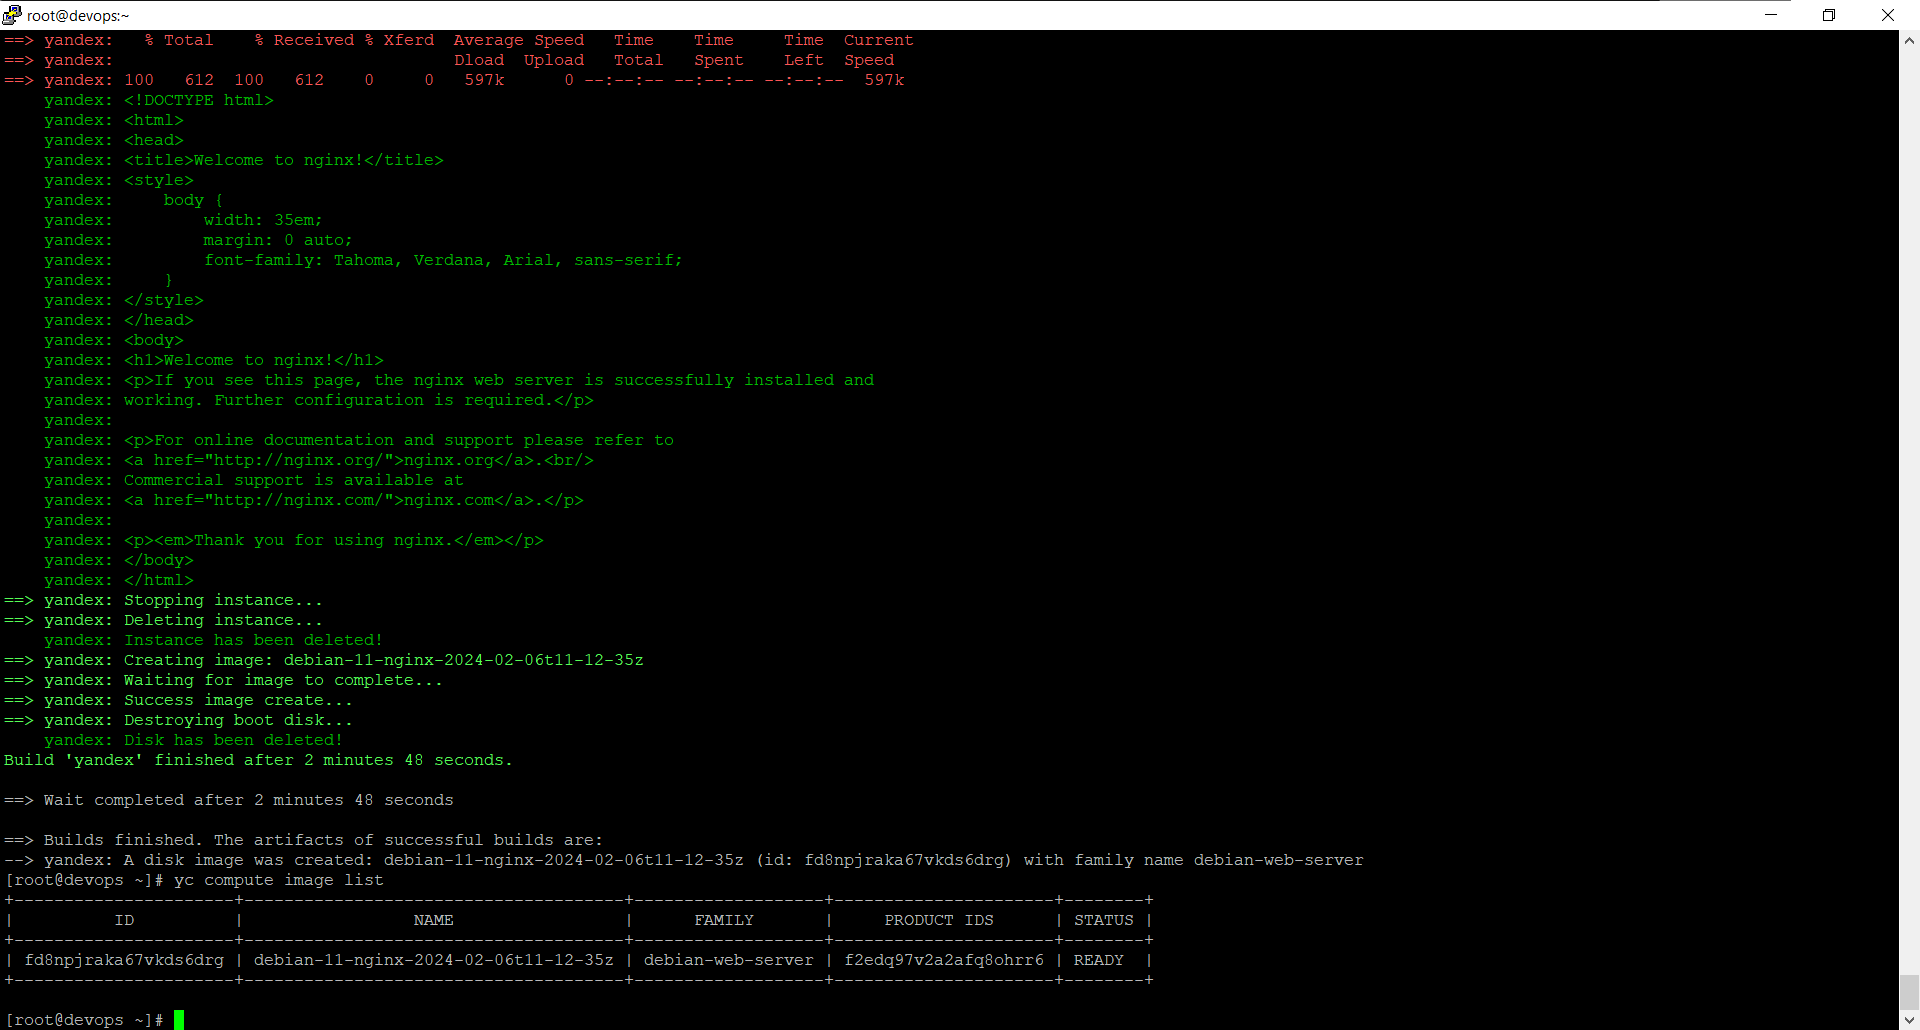 root@devops:~
==> yandex:   % Total    % Received % Xferd  Average Speed   Time    Time     Time  Current
==> yandex:                                  Dload  Upload   Total   Spent    Left  Speed
==> yandex: 100   612  100   612    0     0   597k      0 --:--:-- --:--:-- --:--:--  597k
    yandex: <!DOCTYPE html>
    yandex: <html>
    yandex: <head>
    yandex: <title>Welcome to nginx!</title>
    yandex: <style>
    yandex:     body {
    yandex:         width: 35em;
    yandex:         margin: 0 auto;
    yandex:         font-family: Tahoma, Verdana, Arial, sans-serif;
    yandex:     }
    yandex: </style>
    yandex: </head>
    yandex: <body>
    yandex: <h1>Welcome to nginx!</h1>
    yandex: <p>If you see this page, the nginx web server is successfully installed and
    yandex: working. Further configuration is required.</p>
    yandex:
    yandex: <p>For online documentation and support please refer to
    yandex: <a href="http://nginx.org/">nginx.org</a>.<br/>
    yandex: Commercial support is available at
    yandex: <a href="http://nginx.com/">nginx.com</a>.</p>
    yandex:
    yandex: <p><em>Thank you for using nginx.</em></p>
    yandex: </body>
    yandex: </html>
==> yandex: Stopping instance...
==> yandex: Deleting instance...
    yandex: Instance has been deleted!
==> yandex: Creating image: debian-11-nginx-2024-02-06t11-12-35z
==> yandex: Waiting for image to complete...
==> yandex: Success image create...
==> yandex: Destroying boot disk...
    yandex: Disk has been deleted!
Build 'yandex' finished after 2 minutes 48 seconds.

==> Wait completed after 2 minutes 48 seconds

==> Builds finished. The artifacts of successful builds are:
--> yandex: A disk image was created: debian-11-nginx-2024-02-06t11-12-35z (id: fd8npjraka67vkds6drg) with family name debian-web-server
[root@devops ~]# yc compute image list
+----------------------+--------------------------------------+-------------------+----------------------+--------+
|          ID          |                 NAME                 |      FAMILY       |     PRODUCT IDS      | STATUS |
+----------------------+--------------------------------------+-------------------+----------------------+--------+
| fd8npjraka67vkds6drg | debian-11-nginx-2024-02-06t11-12-35z | debian-web-server | f2edq97v2a2afq8ohrr6 | READY  |
+----------------------+--------------------------------------+-------------------+----------------------+--------+

[root@devops ~]#